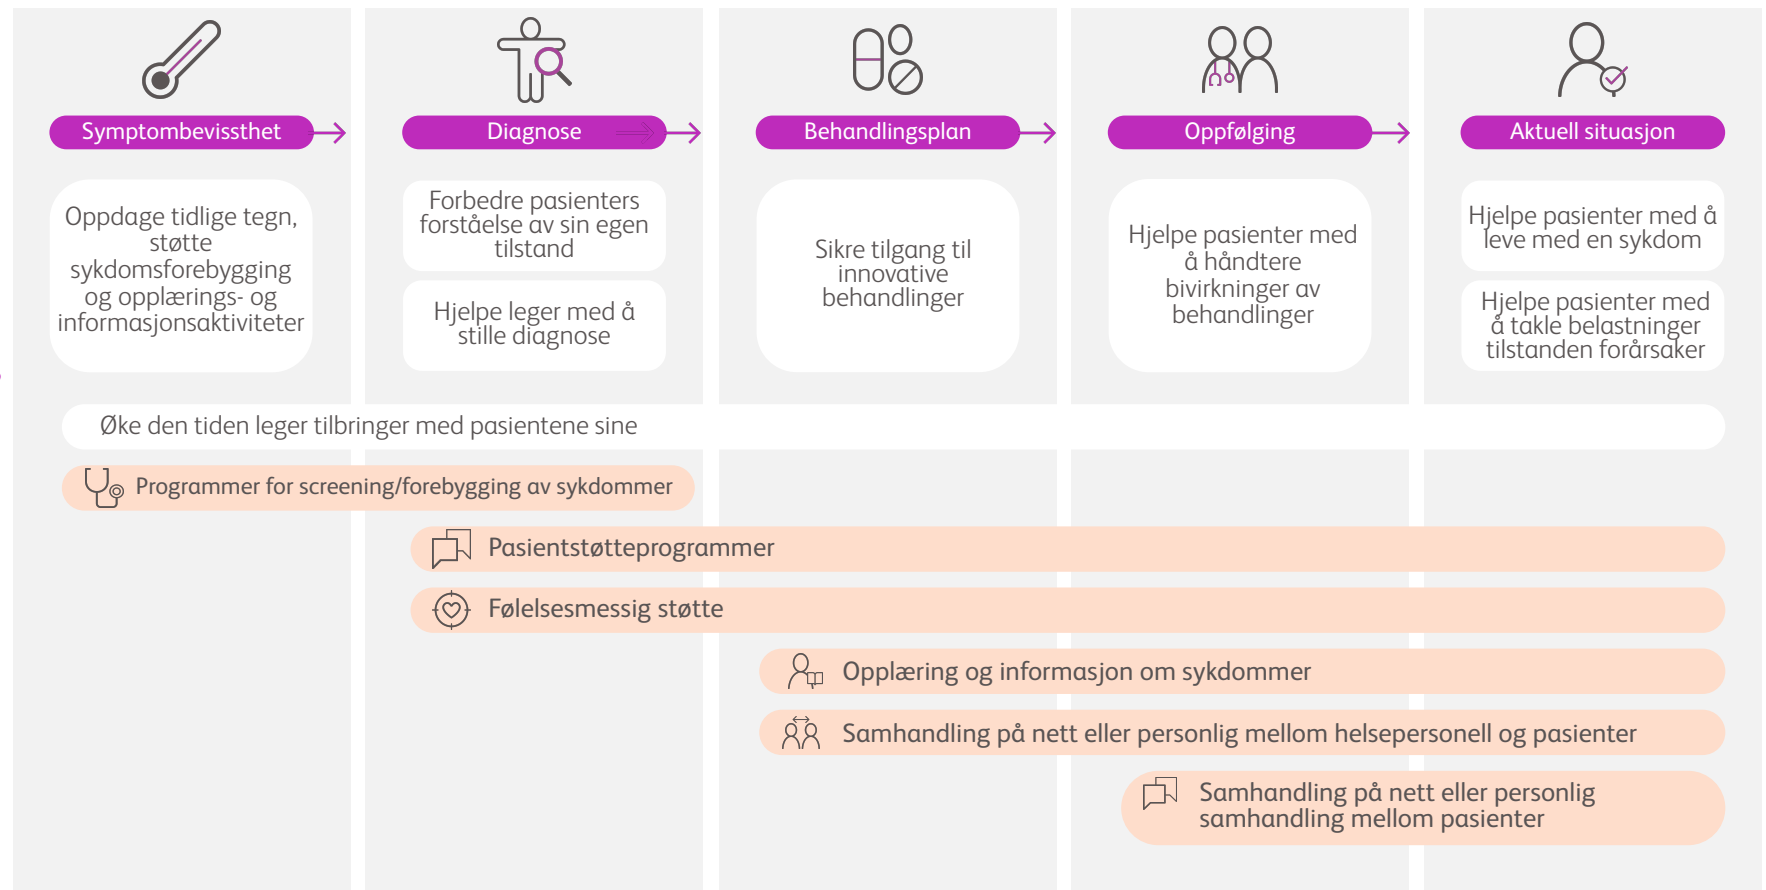 Symptombevissthet
Diagnose
Behandlingsplan
Oppfølging
Aktuell situasjon
Oppdage tidlige tegn,
støtte
sykdomsforebygging
og opplærings- og
informasjonsaktiviteter
Forbedre pasienters
forståelse av sin egen
tilstand
Hjelpe leger med å
stille diagnose
Sikre tilgang til
innovative
behandlinger
Hjelpe pasienter med
å håndtere
bivirkninger av
behandlinger
Hjelpe pasienter med å
leve med en sykdom
Hjelpe pasienter med
å takle belastninger
tilstanden forårsaker
Øke den tiden leger tilbringer med pasientene sine
Programmer for screening/forebygging av sykdommer
Pasientstøtteprogrammer
Følelsesmessig støtte
Opplæring og informasjon om sykdommer
Samhandling på nett eller personlig mellom helsepersonell og pasienter
Samhandling på nett eller personlig
samhandling mellom pasienter